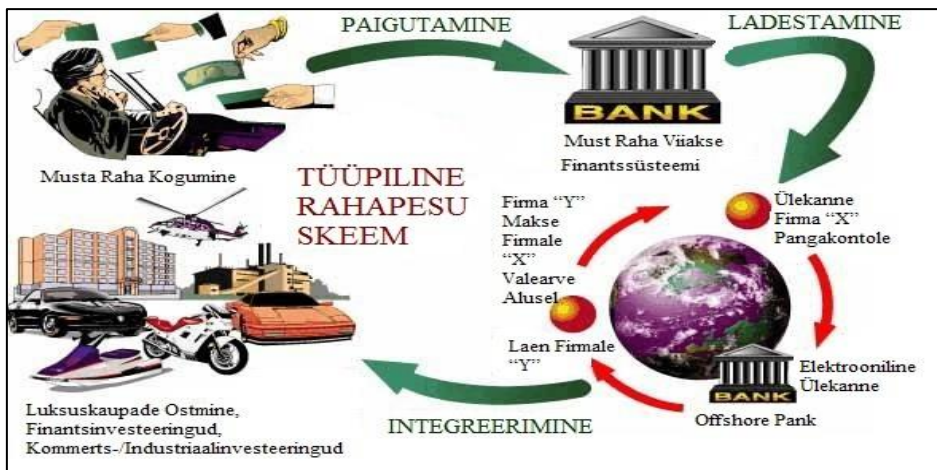 PAIGUTAMINE
LADESTAMINE
BANK
Must Raha Viiakse
Finantssüsteemi
Musta Raha Kogumine
TÜÜPILINE
RAHAPESU
SKEEM
Firma “Y”
Makse
Firmale
“X”
Valearve
Alusel
Ülekanne
Firma “X”
Pangakontole
Laen Firmale
“Y”
Elektrooniline
Ülekanne
BANK
Offshore Pank
INTEGREERIMINE
Luksuskaupade Ostmine,
Finantsinvesteeringud,
Kommerts-/Industriaalinvesteeringud